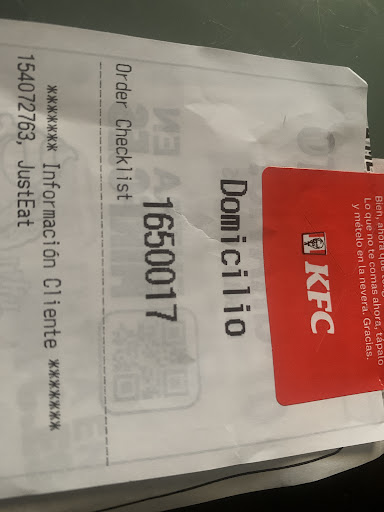 Bien, ahora que
Lo que no te comas ahora, tápalo
y mételo en la nevera. Gracias.
KFC
Domicilio
1650017
Order Checklist
******* Información Cliente *******
154072763, JustEat